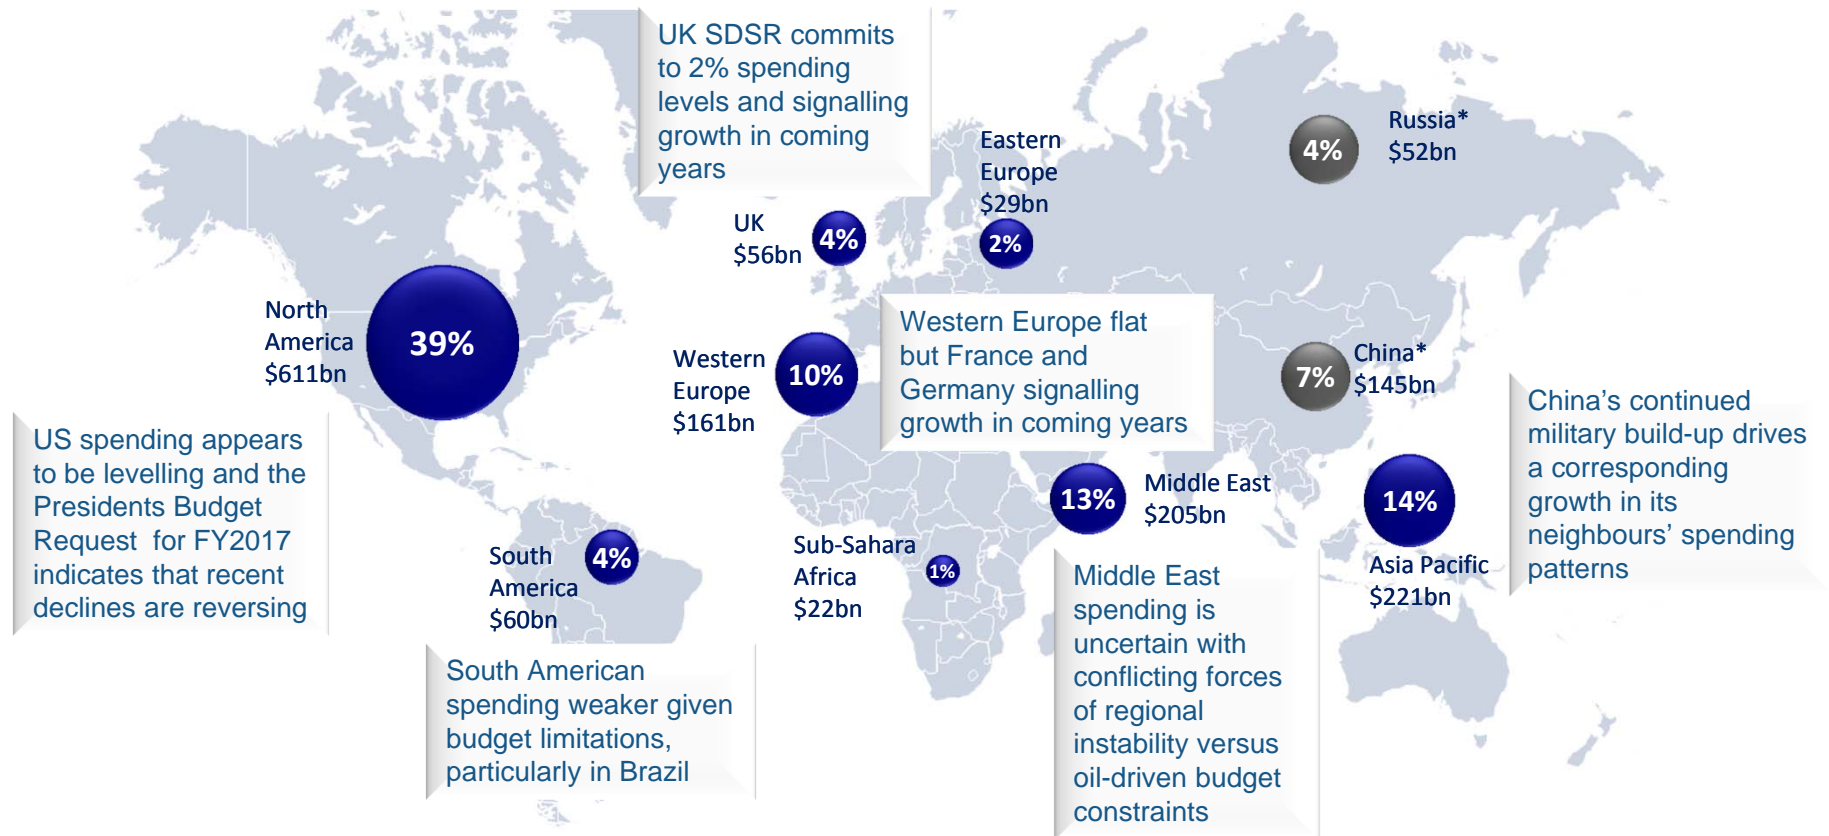 UK SDSR commits
to 2% spending
levels and signalling
growth in coming
years
Russia*
$52bn
4%
Eastern
Europe
$29bn
2%
UK
$56bn
4%
North
America
$611bn
39%
Western
Europe
$161bn
10%
Western Europe flat
but France and
Germany signalling
growth in coming years
China*
$145bn
7%
US spending appears
to be levelling and the
Presidents Budget
Request for FY2017
indicates that recent
declines are reversing
China's continued
military build-up drives
a corresponding
growth in its
neighbours' spending
patterns
13%
Middle East
$205bn
14%
Asia Pacific
$221bn
South
America
$60bn
4%
Sub-Sahara
Africa
$22bn
1%
Middle East
spending is
uncertain with
conflicting forces
of regional
instability versus
oil-driven budget
constraints
South American
spending weaker given
budget limitations,
particularly in Brazil